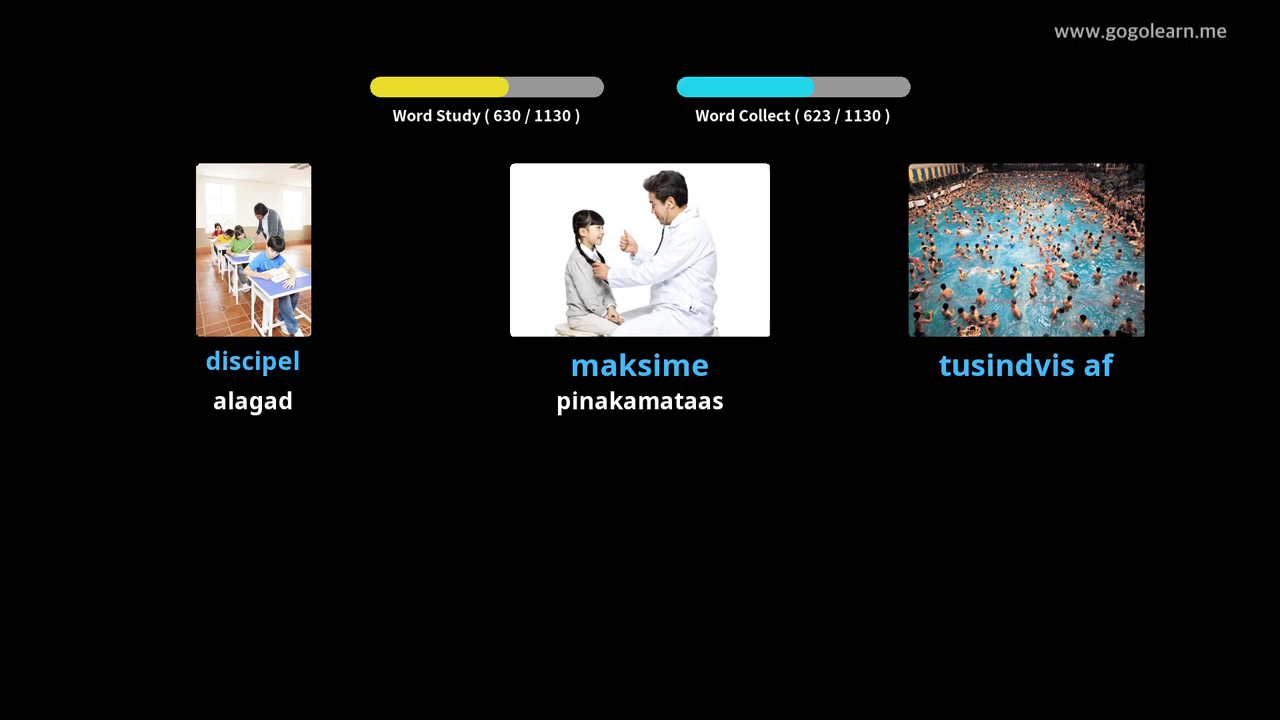 www.gogolearn.me
Word Study ( 630 / 1130 )
Word Collect ( 623 / 1130 )
discipel
alagad
maksime
pinakamataas
tusindvis af